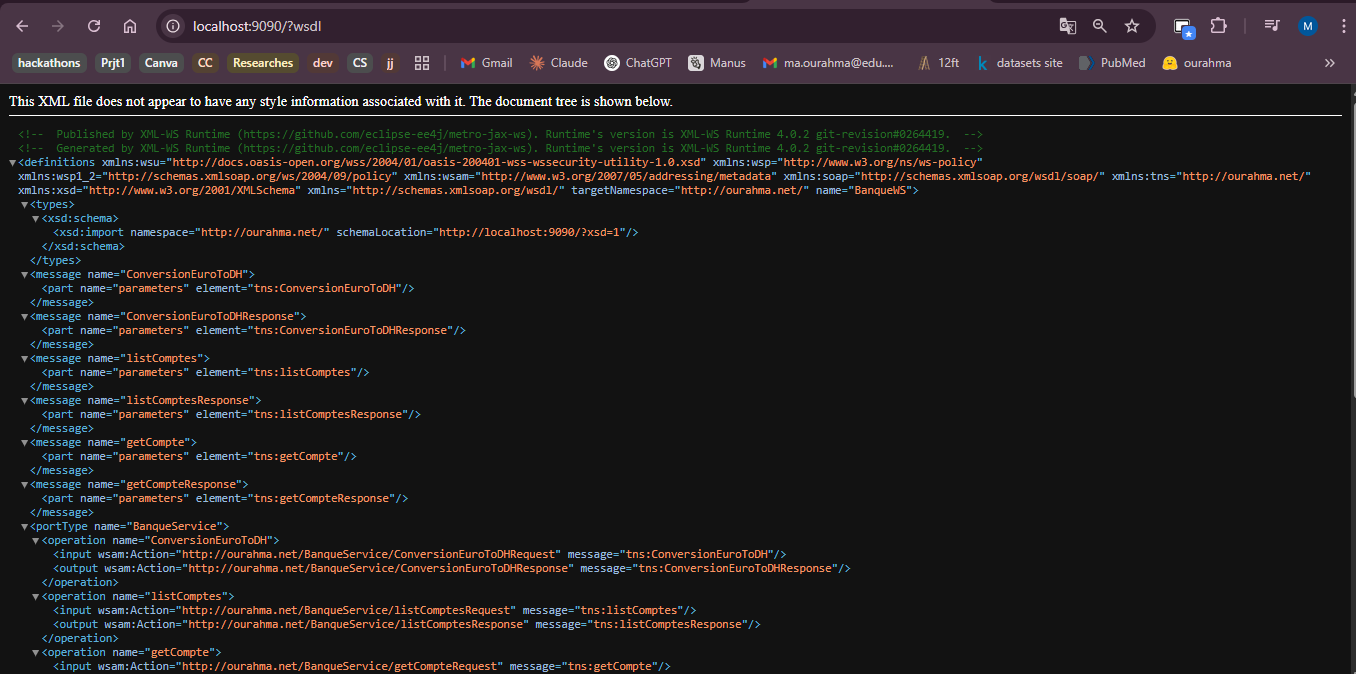 localhost:9090/?wsdl
M
hackathons Prjt1 Canva CC Researches dev CS jj Gmail Claude ChatGPT Manus ma.ourahma@edu.... 12ft datasets site PubMed ourahma
This XML file does not appear to have any style information associated with it. The document tree is shown below.
<!-- Published by XML-WS Runtime (https://github.com/eclipse-ee4j/metro-jax-ws). Runtime's version is XML-WS Runtime 4.0.2 git-revision#0264419. -->
<!-- Generated by XML-WS Runtime (https://github.com/eclipse-ee4j/metro-jax-ws). Runtime's version is XML-WS Runtime 4.0.2 git-revision#0264419. -->
<definitions xmlns:wsu="http://docs.oasis-open.org/wss/2004/01/oasis-200401-wss-wssecurity-utility-1.0.xsd" xmlns:wsp="http://www.w3.org/ns/ws-policy"
xmlns:wsp1_2="http://schemas.xmlsoap.org/ws/2004/09/policy" xmlns:wsam="http://www.w3.org/2007/05/addressing/metadata" xmlns:soap="http://schemas.xmlsoap.org/wsdl/soap/" xmlns:tns="http://ourahma.net/"
xmlns:xsd="http://www.w3.org/2001/XMLSchema" xmlns="http://schemas.xmlsoap.org/wsdl/" targetNamespace="http://ourahma.net/" name="BanqueWS">
<types>
<xsd:schema>
<xsd:import namespace="http://ourahma.net/" schemaLocation="http://localhost:9090/?xsd=1"/>
</xsd:schema>
</types>
<message name="ConversionEuroToDH">
<part name="parameters" element="tns:ConversionEuroToDH"/>
</message>
<message name="ConversionEuroToDHResponse">
<part name="parameters" element="tns:ConversionEuroToDHResponse"/>
</message>
<message name="listComptes">
<part name="parameters" element="tns:listComptes"/>
</message>
<message name="listComptesResponse">
<part name="parameters" element="tns:listComptesResponse"/>
</message>
<message name="getCompte">
<part name="parameters" element="tns:getCompte"/>
</message>
<message name="getCompteResponse">
<part name="parameters" element="tns:getCompteResponse"/>
</message>
<portType name="BanqueService">
<operation name="ConversionEuroToDH">
<input wsam:Action="http://ourahma.net/BanqueService/ConversionEuroToDHRequest" message="tns:ConversionEuroToDH"/>
<output wsam:Action="http://ourahma.net/BanqueService/ConversionEuroToDHResponse" message="tns:ConversionEuroToDHResponse"/>
</operation>
<operation name="listComptes">
<input wsam:Action="http://ourahma.net/BanqueService/listComptesRequest" message="tns:listComptes"/>
<output wsam:Action="http://ourahma.net/BanqueService/listComptesResponse" message="tns:listComptesResponse"/>
</operation>
<operation name="getCompte">
<input wsam:Action="http://ourahma.net/BanqueService/getCompteRequest" message="tns:getCompte"/>